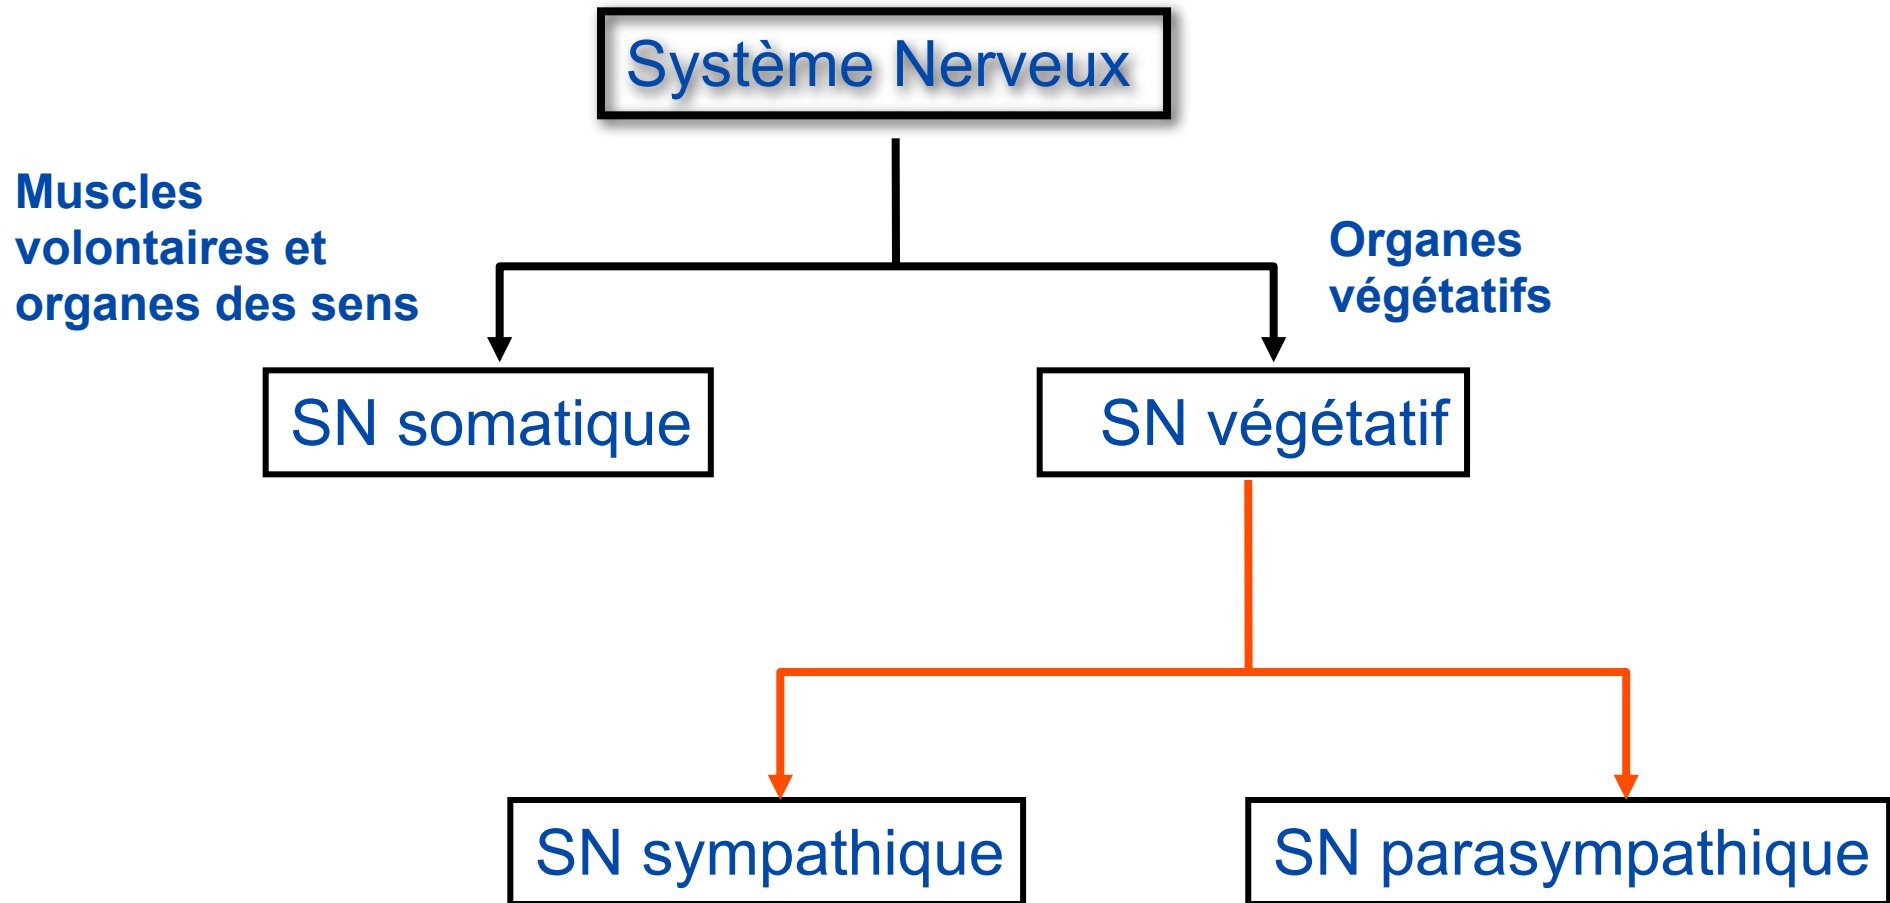 Système Nerveux
Muscles
volontaires et
organes des sens
Organes
végétatifs
SN somatique
SN végétatif
SN sympathique
SN parasympathique